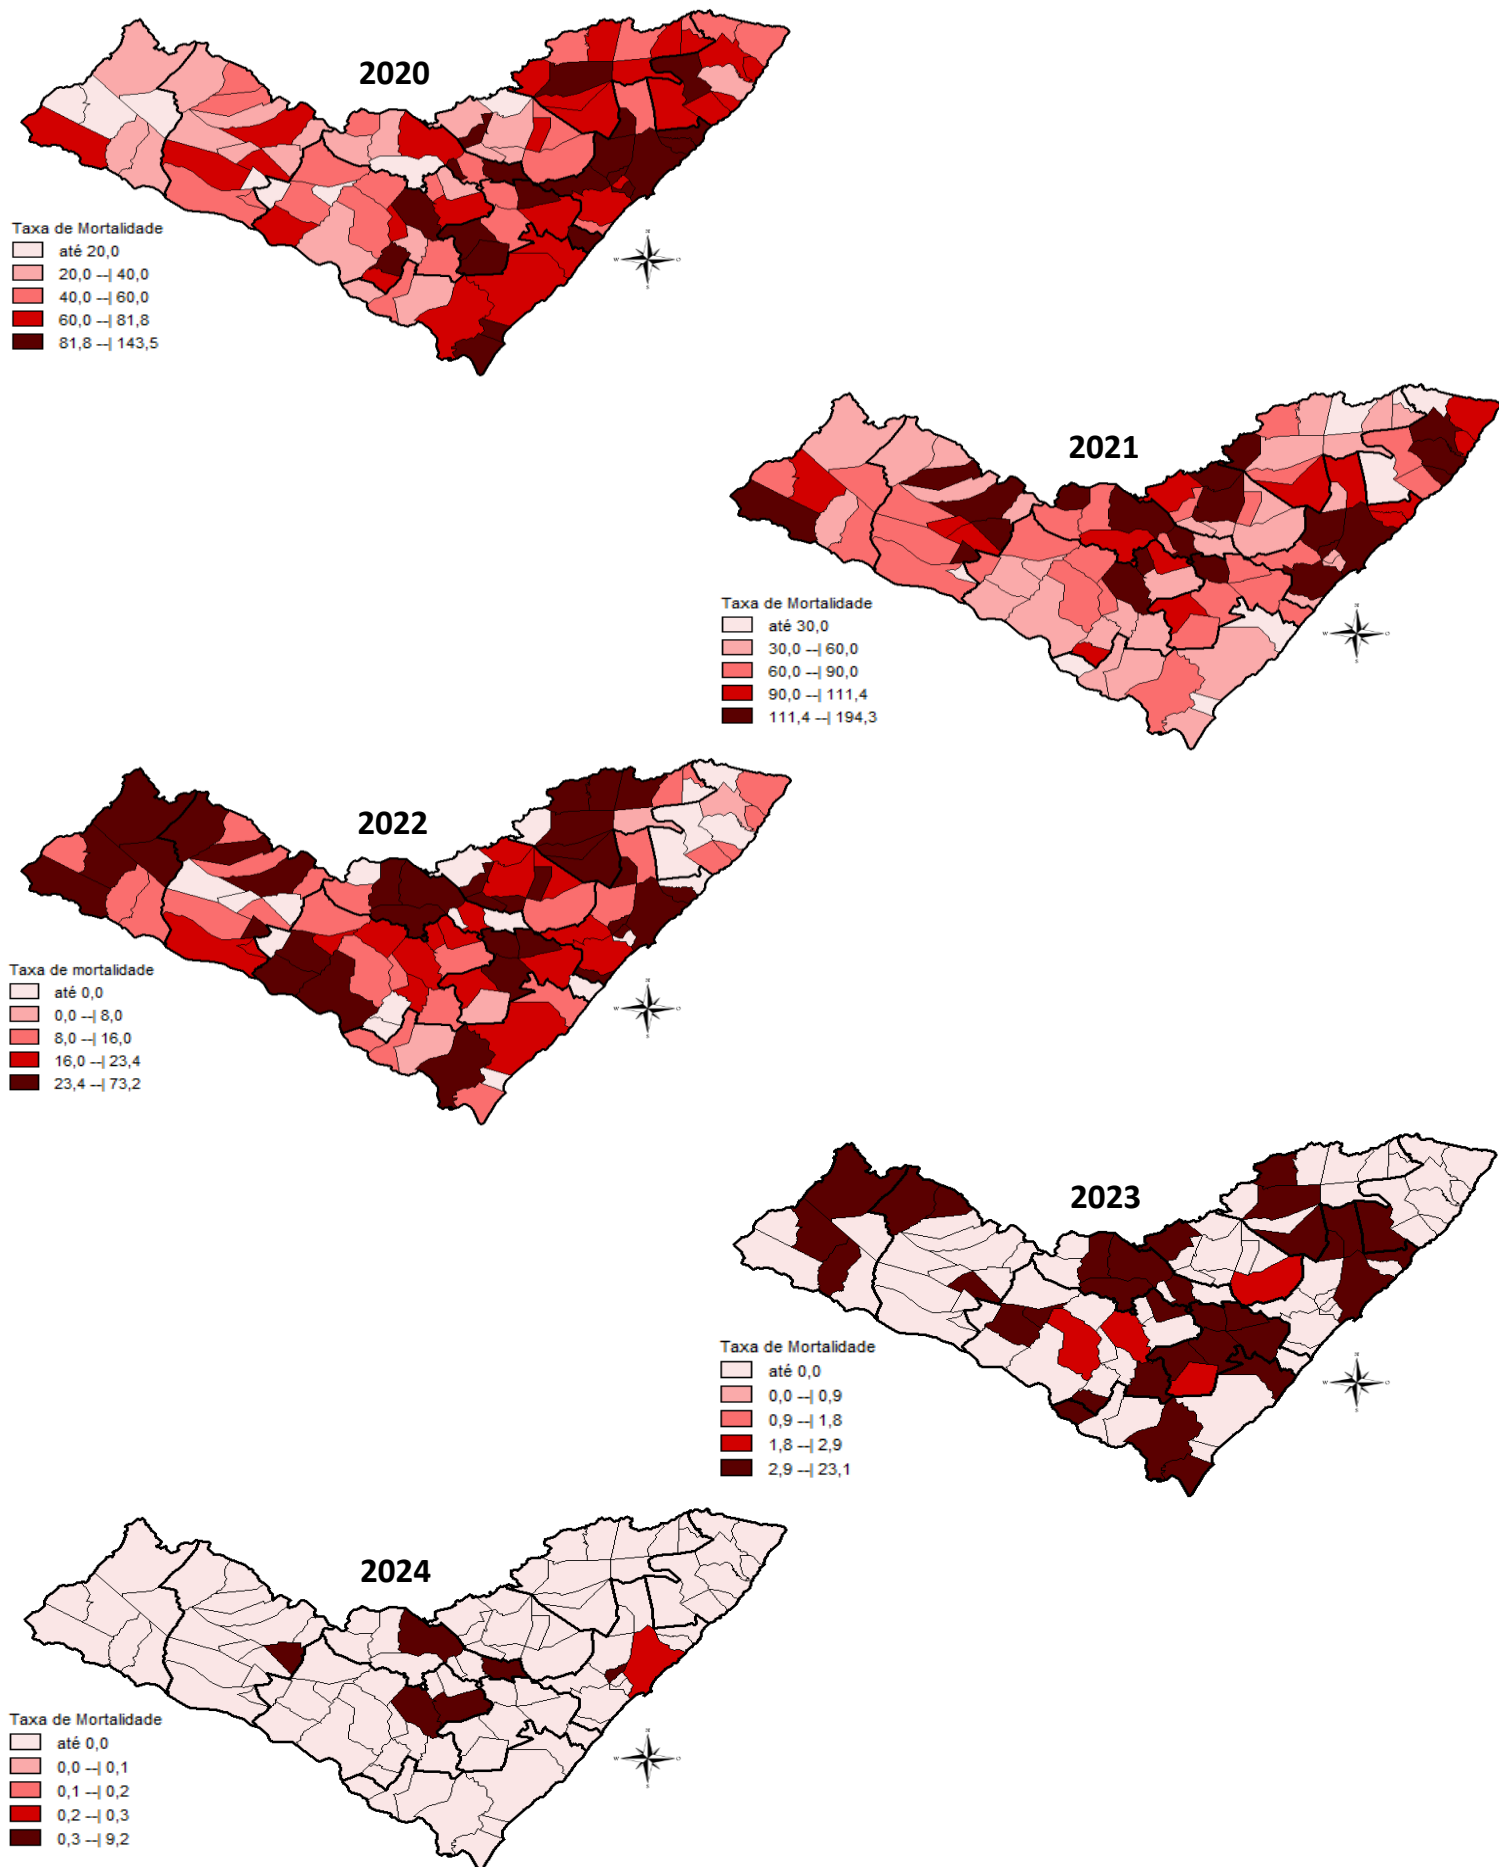 2020
N
W
O
S
Taxa de Mortalidade
até 20,0
20,0 --| 40,0
40,0 --| 60,0
60,0 --| 81,8
81,8 --| 143,5
2021
N
W
O
S
Taxa de Mortalidade
até 30,0
30,0 --| 60,0
60,0 --| 90,0
90,0 --| 111,4
111,4 --| 194,3
2022
N
W
O
S
Taxa de mortalidade
até 0,0
0,0 --| 8,0
8,0 --| 16,0
16,0 --| 23,4
23,4 --| 73,2
2023
N
W
O
S
Taxa de Mortalidade
até 0,0
0,0 --| 0,9
0,9 --| 1,8
1,8 --| 2,9
2,9 --| 23,1
2024
N
W
O
S
Taxa de Mortalidade
até 0,0
0,0 --| 0,1
0,1 --| 0,2
0,2 --| 0,3
0,3 --| 9,2